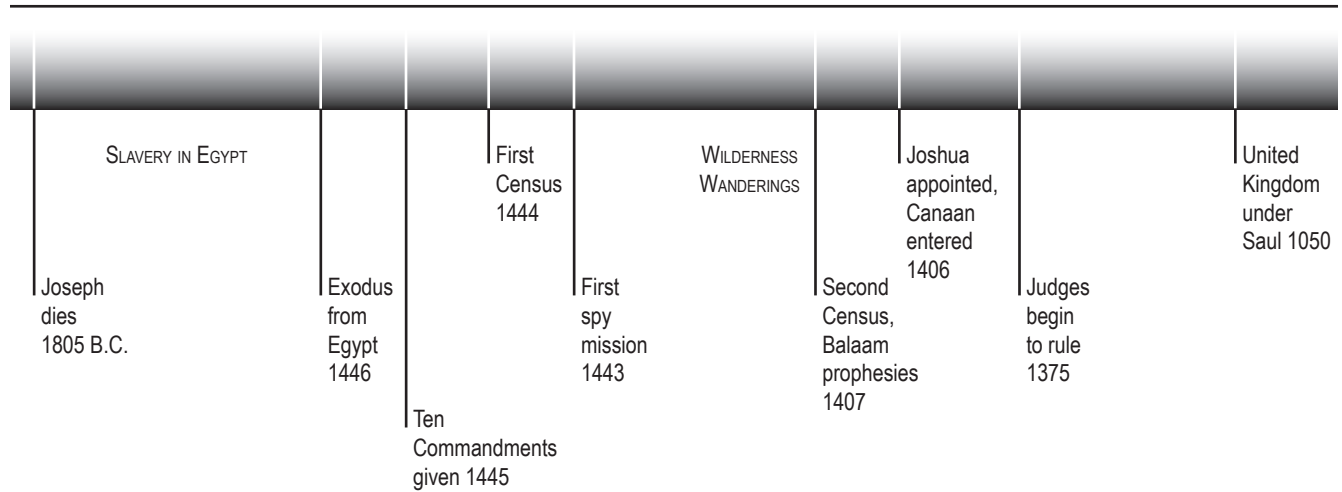 SLAVERY IN EGYPT
Joseph
dies
1805 B.C.
Exodus
from
Egypt
1446
Ten
Commandments
given 1445
First
Census
1444
First
spy
mission
1443
WILDERNESS
WANDERINGS
Second
Census,
Balaam
prophesies
1407
Joshua
appointed,
Canaan
entered
1406
Judges
begin
to rule
1375
United
Kingdom
under
Saul 1050